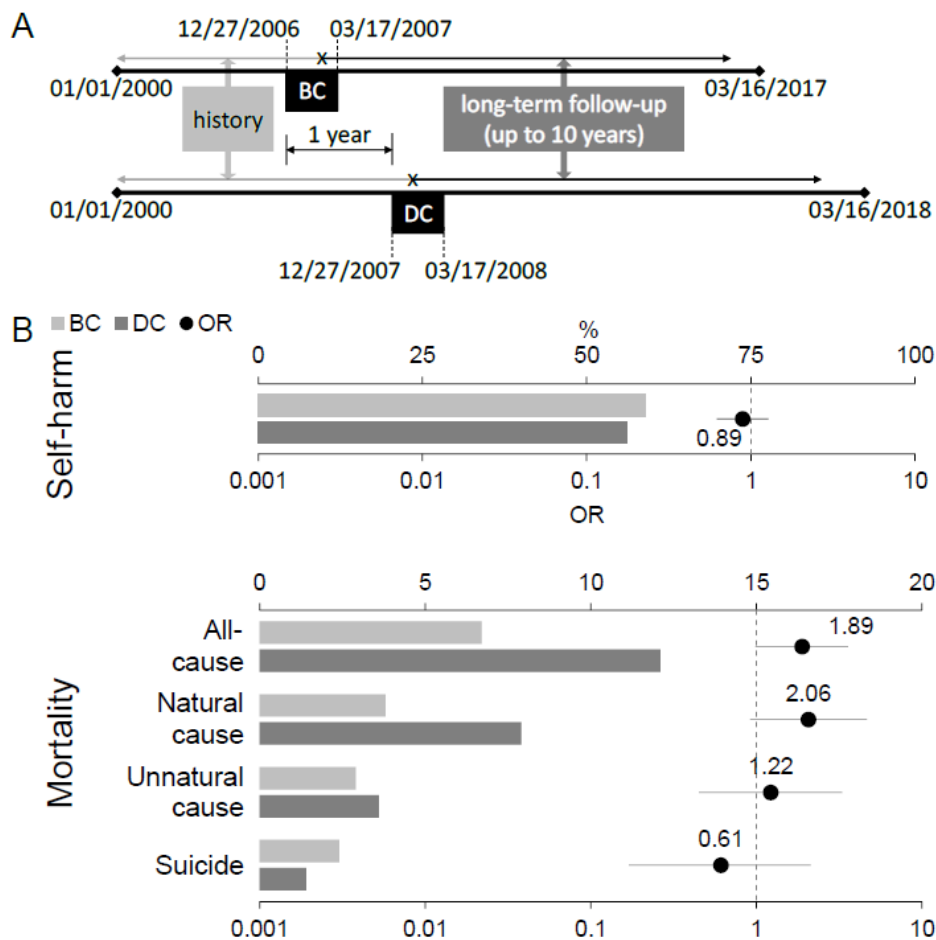 A
12/27/2006 03/17/2007
x
01/01/2000 BC 03/16/2017
history
long-term follow-up
(up to 10 years)
1 year
x
01/01/2000 DC 03/16/2018
12/27/2007 03/17/2008
B
BC DC OR
%
0 25 50 75 100
Self-harm
0.89
0.001 0.01 0.1 1 10
OR
0 5 10 15 20
Mortality
All-
cause
1.89
Natural
cause
2.06
Unnatural
cause
1.22
Suicide
0.61
0.001 0.01 0.1 1 10